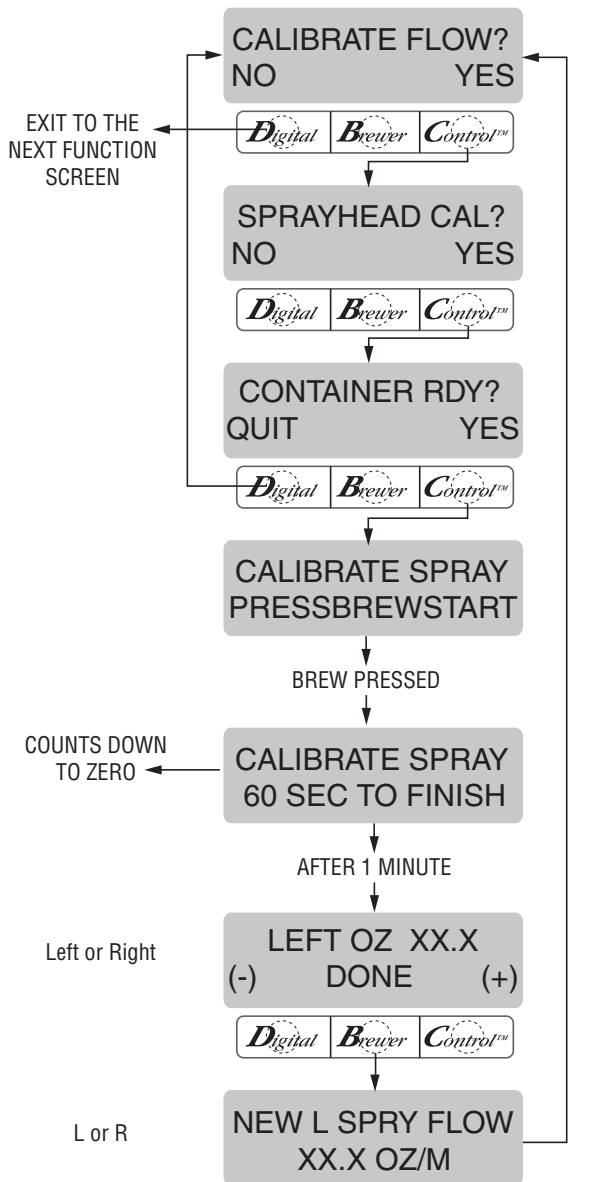 CALIBRATE FLOW?
NO YES
EXIT TO THE
NEXT FUNCTION
SCREEN
Digital Brewer Control™
SPRAYHEAD CAL?
NO YES
Digital Brewer Control™
CONTAINER RDY?
QUIT YES
Digital Brewer Control™
CALIBRATE SPRAY
PRESSBREWSTART
BREW PRESSED
COUNTS DOWN
TO ZERO
CALIBRATE SPRAY
60 SEC TO FINISH
AFTER 1 MINUTE
Left or Right
LEFT OZ XX.X
(-) DONE (+)
Digital Brewer Control™
L or R
NEW L SPRY FLOW
XX.X OZ/M